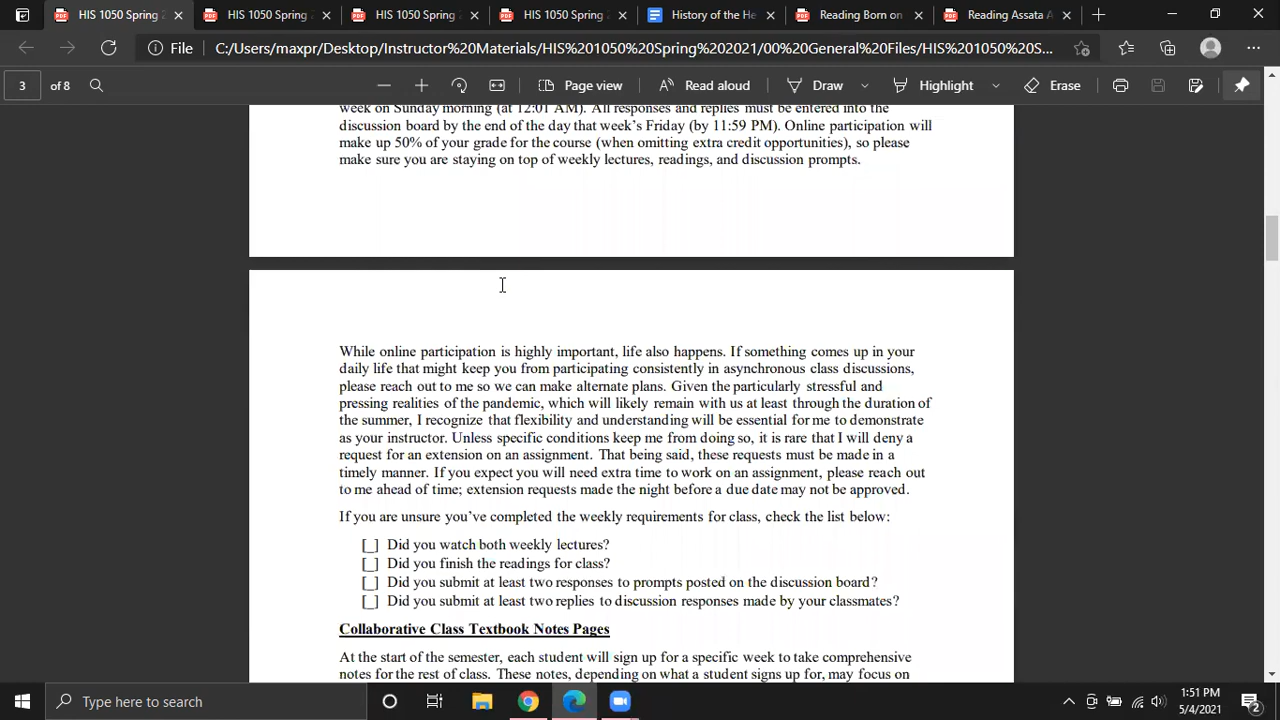 HIS 1050 Spring
HIS 1050 Spring
HIS 1050 Spring
HIS 1050 Spring
History of the He
Reading Born on
Reading Assata A
File
C:/Users/maxpr/Desktop/Instructor%20Materials/HIS%201050%20Spring%202021/00%20General%20Files/HIS%201050%20S...
3 of 8
Page view
Read aloud
Draw
Highlight
Erase
week on Sunday morning (at 12:01 AM). All responses and replies must be entered into the
discussion board by the end of the day that week's Friday (by 11:59 PM). Online participation will
make up 50% of your grade for the course (when omitting extra credit opportunities), so please
make sure you are staying on top of weekly lectures, readings, and discussion prompts.
While online participation is highly important, life also happens. If something comes up in your
daily life that might keep you from participating consistently in asynchronous class discussions,
please reach out to me so we can make alternate plans. Given the particularly stressful and
pressing realities of the pandemic, which will likely remain with us at least through the duration of
the summer, I recognize that flexibility and understanding will be essential for me to demonstrate
as your instructor. Unless specific conditions keep me from doing so, it is rare that I will deny a
request for an extension on an assignment. That being said, these requests must be made in a
timely manner. If you expect you will need extra time to work on an assignment, please reach out
to me ahead of time; extension requests made the night before a due date may not be approved.
If you are unsure you've completed the weekly requirements for class, check the list below:
[_] Did you watch both weekly lectures?
[_] Did you finish the readings for class?
[_] Did you submit at least two responses to prompts posted on the discussion board?
[_] Did you submit at least two replies to discussion responses made by your classmates?
Collaborative Class Textbook Notes Pages
At the start of the semester, each student will sign up for a specific week to take comprehensive
notes for the rest of class. These notes, depending on what a student signs up for, may focus on
Type here to search
1:51 PM
5/4/2021
2